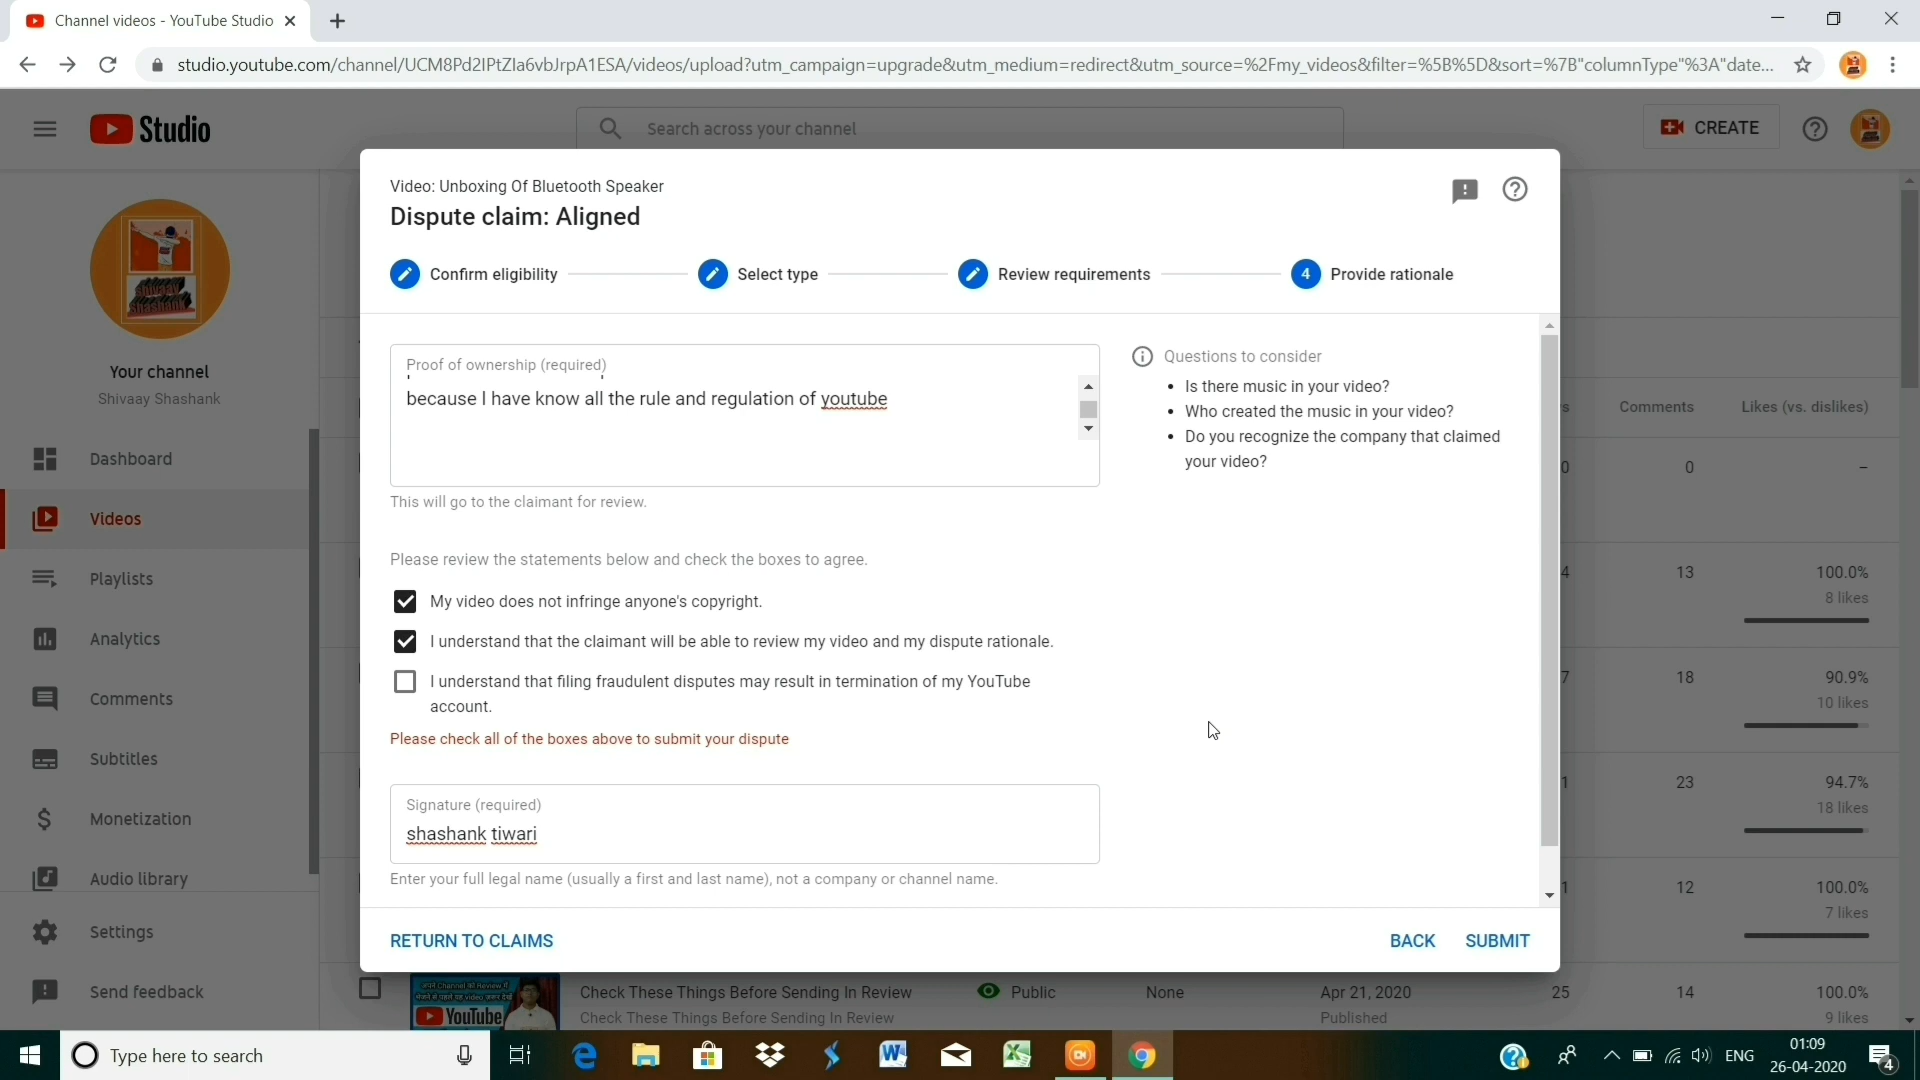 Channel videos - YouTube Studio
studio.youtube.com/channel/UCM8Pd2IPtZIa6vbJrpA1ESA/videos/upload?utm_campaign=upgrade&utm_medium=redirect&utm_source=%2Fmy_videos&filter=%5B%5D&sort=%7B"columnType"%3A"date...
Studio
Search across your channel
CREATE
shivaay
shashank
Your channel
Shivaay Shashank
Dashboard
Videos
Playlists
Analytics
Comments
Subtitles
Monetization
Audio library
Settings
Send feedback
Video: Unboxing Of Bluetooth Speaker
Dispute claim: Aligned
Confirm eligibility
Select type
Review requirements
4 Provide rationale
Proof of ownership (required)
because I have know all the rule and regulation of youtube
This will go to the claimant for review.
Questions to consider
• Is there music in your video?
• Who created the music in your video?
• Do you recognize the company that claimed
your video?
Please review the statements below and check the boxes to agree.
My video does not infringe anyone's copyright.
I understand that the claimant will be able to review my video and my dispute rationale.
I understand that filing fraudulent disputes may result in termination of my YouTube
account.
Please check all of the boxes above to submit your dispute
Signature (required)
shashank tiwari
Enter your full legal name (usually a first and last name), not a company or channel name.
RETURN TO CLAIMS
BACK
SUBMIT
s Comments Likes (vs. dislikes)
0 0 –
4 13 100.0%
8 likes
7 18 90.9%
10 likes
1 23 94.7%
18 likes
1 12 100.0%
7 likes
YouTube
Check These Things Before Sending In Review
Check These Things Before Sending In Review
Public
None
Apr 21, 2020
Published
25 14 100.0%
9 likes
Type here to search
ENG
01:09
26-04-2020
4